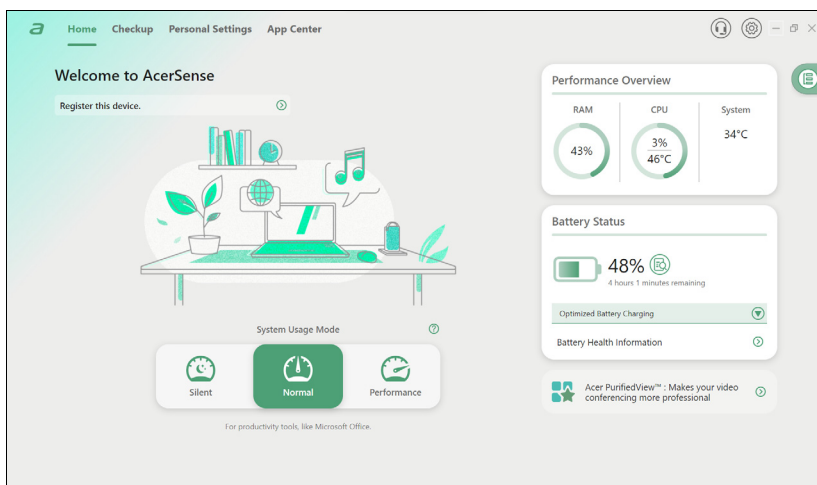 a
Home Checkup Personal Settings App Center
Welcome to AcerSense
Register this device.
System Usage Mode
Silent Normal Performance
For productivity tools, like Microsoft Office.
Performance Overview
RAM CPU System
43% 3% 34°C
46°C
Battery Status
48%
4 hours 1 minutes remaining
Optimized Battery Charging
Battery Health Information
Acer PurifiedView™ : Makes your video
conferencing more professional